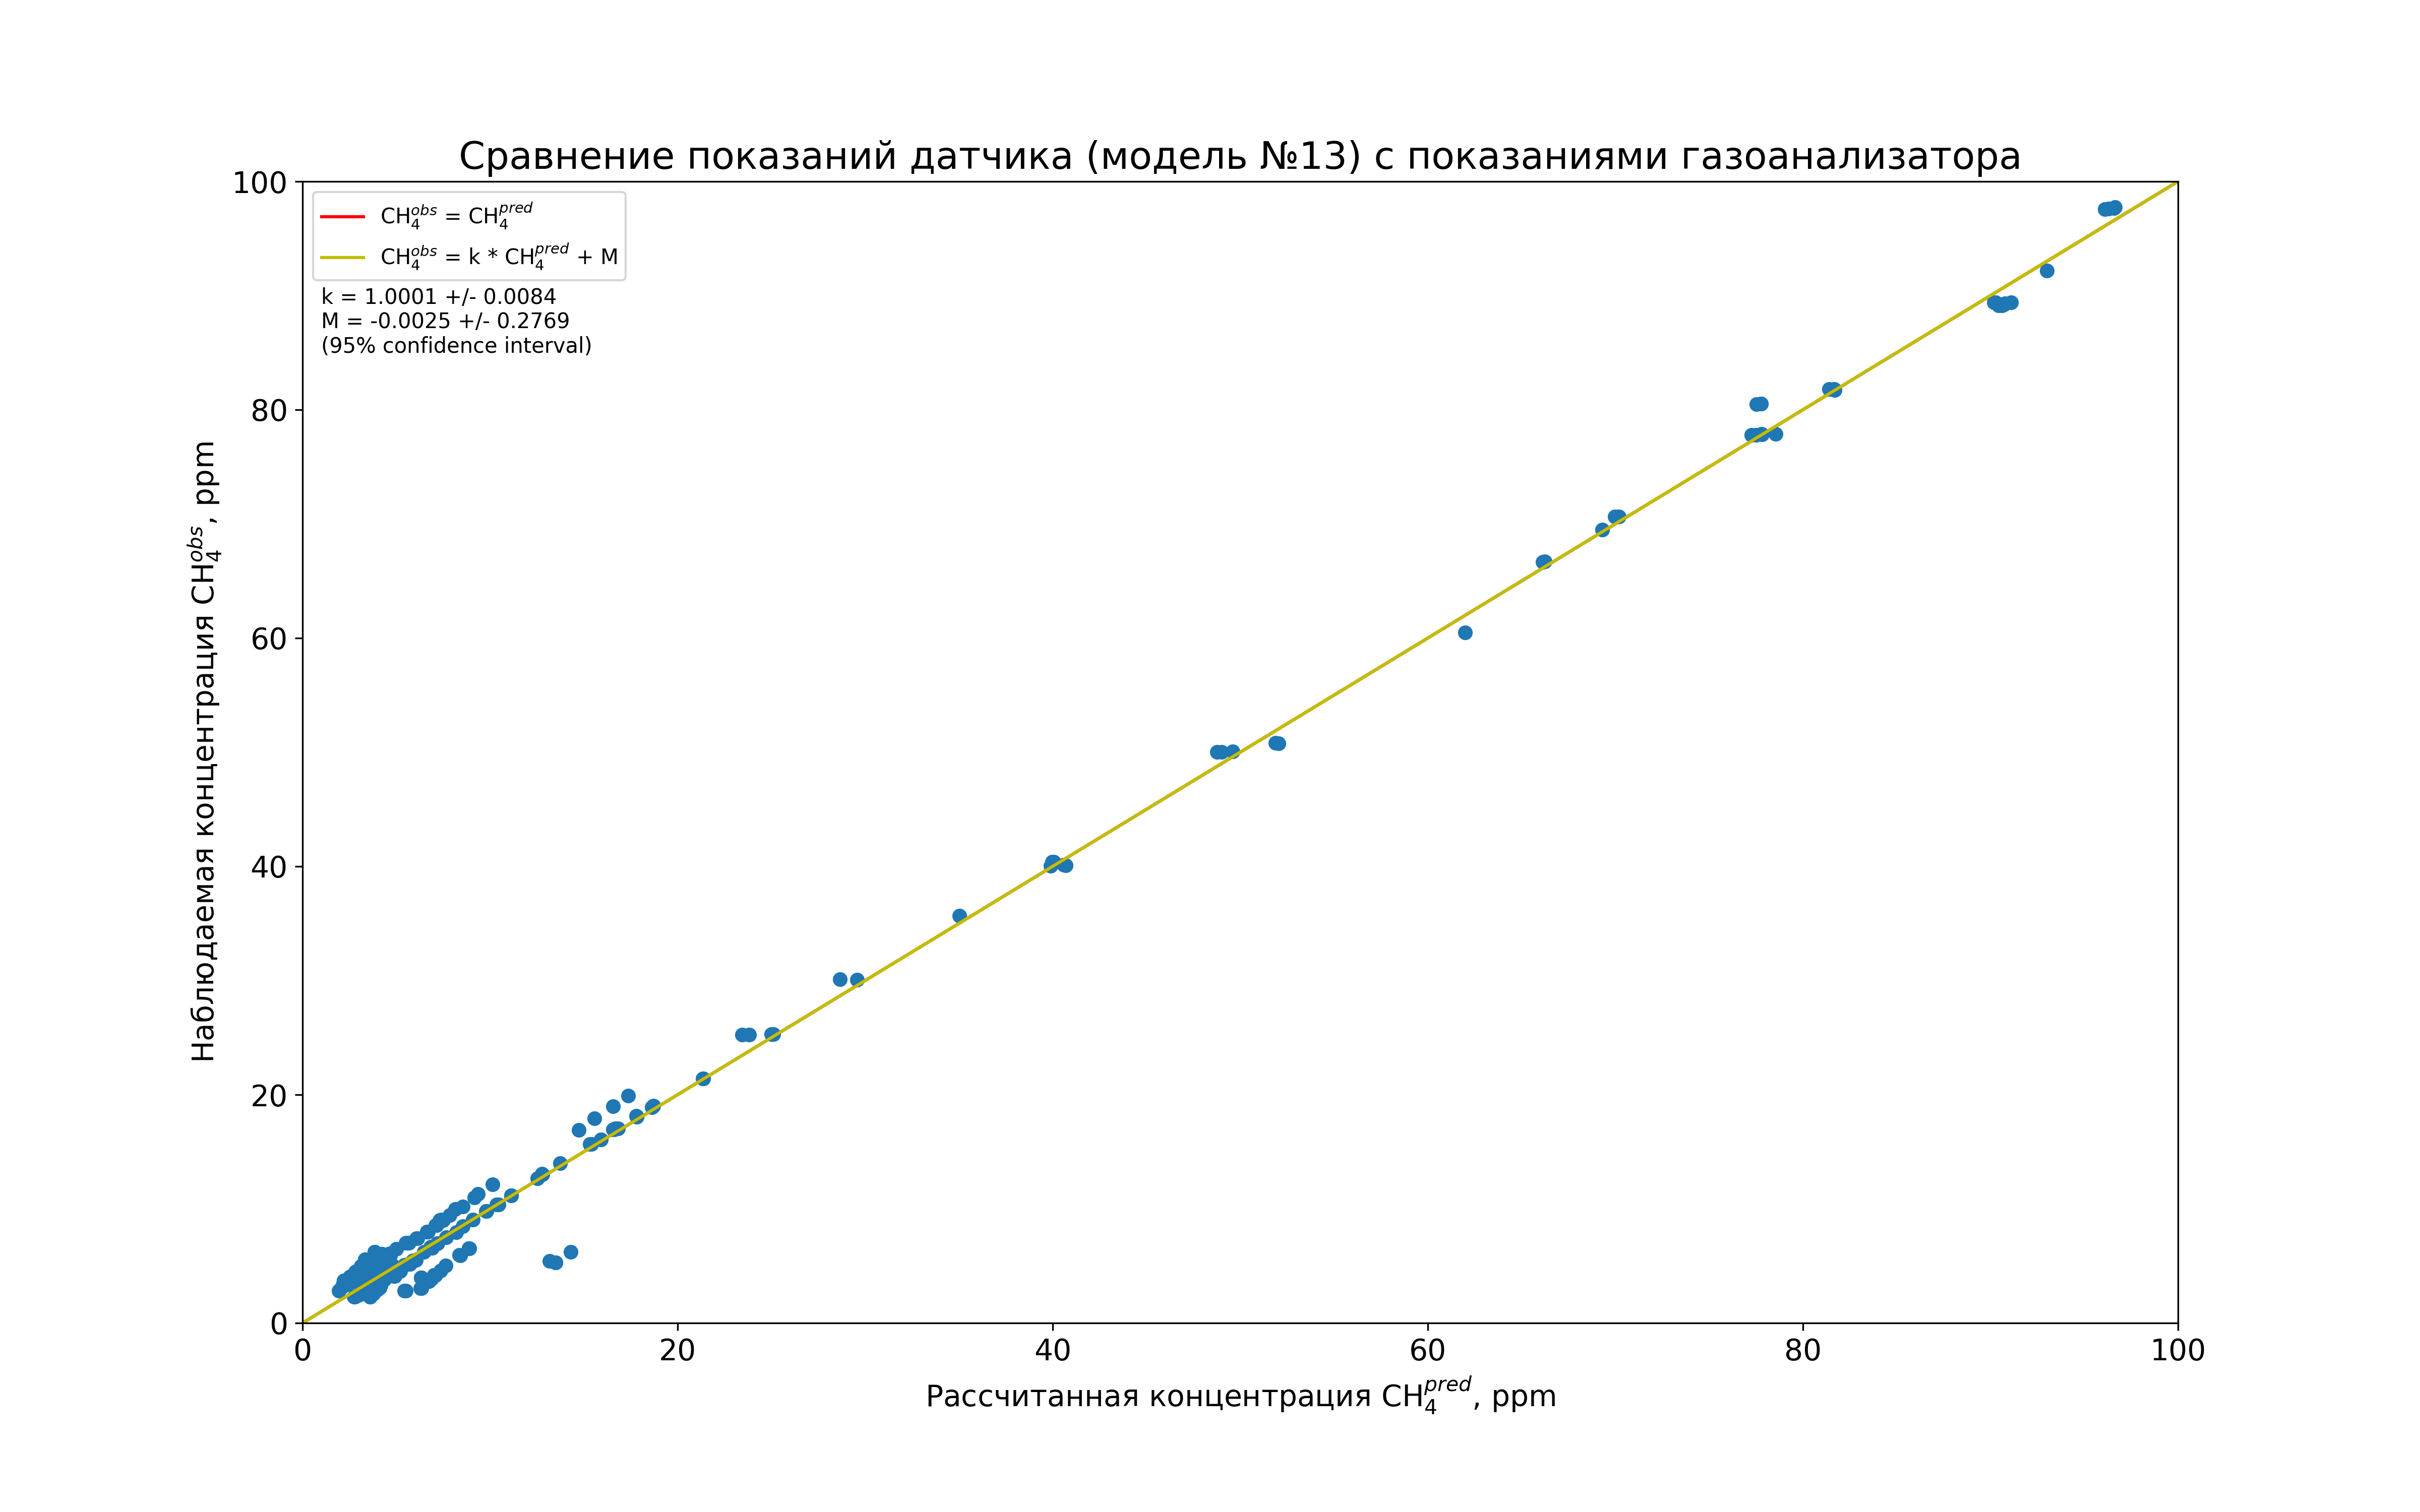 Сравнение показаний датчика (модель №13) с показаниями газоанализатора
100
80
60
40
20
0
CH₄ᵒᵇˢ = CH₄ᵖʳᵉᵈ
CH₄ᵒᵇˢ = k * CH₄ᵖʳᵉᵈ + M
k = 1.0001 +/- 0.0084
M = -0.0025 +/- 0.2769
(95% confidence interval)
Наблюдаемая концентрация CH₄ᵒᵇˢ, ppm
0 20 40 60 80 100
Рассчитанная концентрация CH₄ᵖʳᵉᵈ, ppm